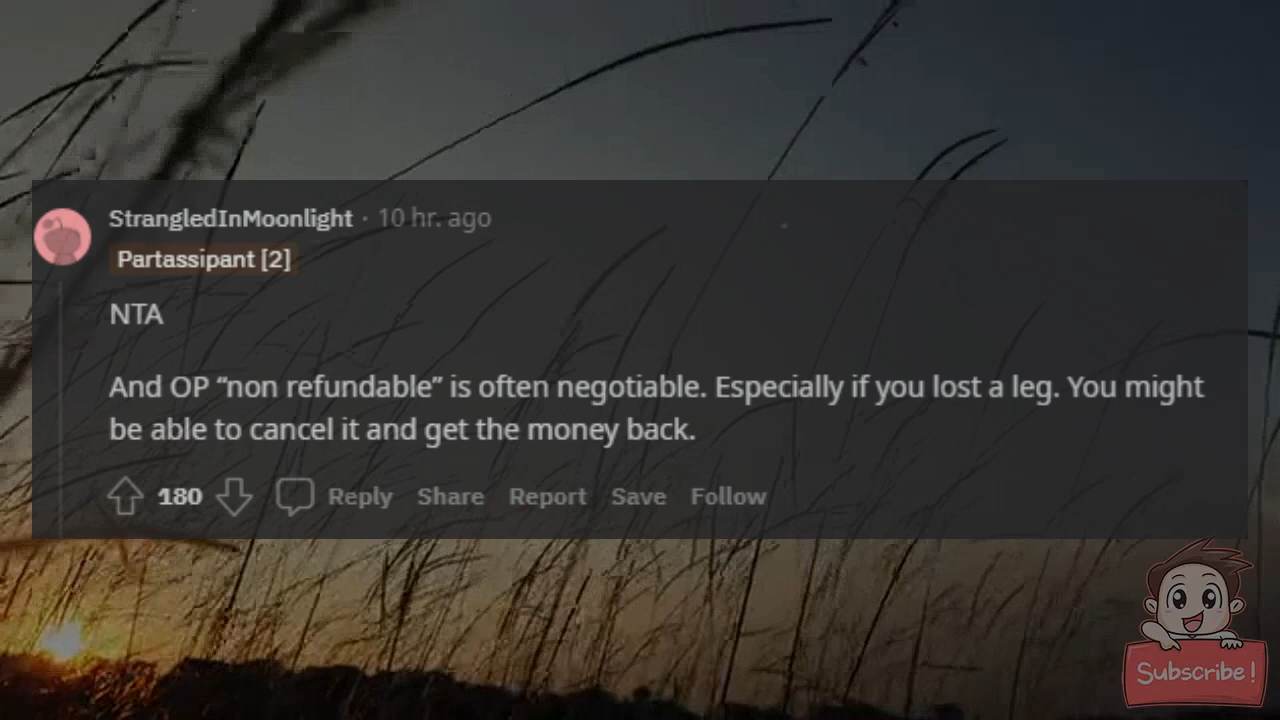 StrangledInMoonlight · 10 hr. ago
Partassipant [2]
NTA
And OP “non refundable” is often negotiable. Especially if you lost a leg. You might
be able to cancel it and get the money back.
180 Reply Share Report Save Follow
Subscribe!